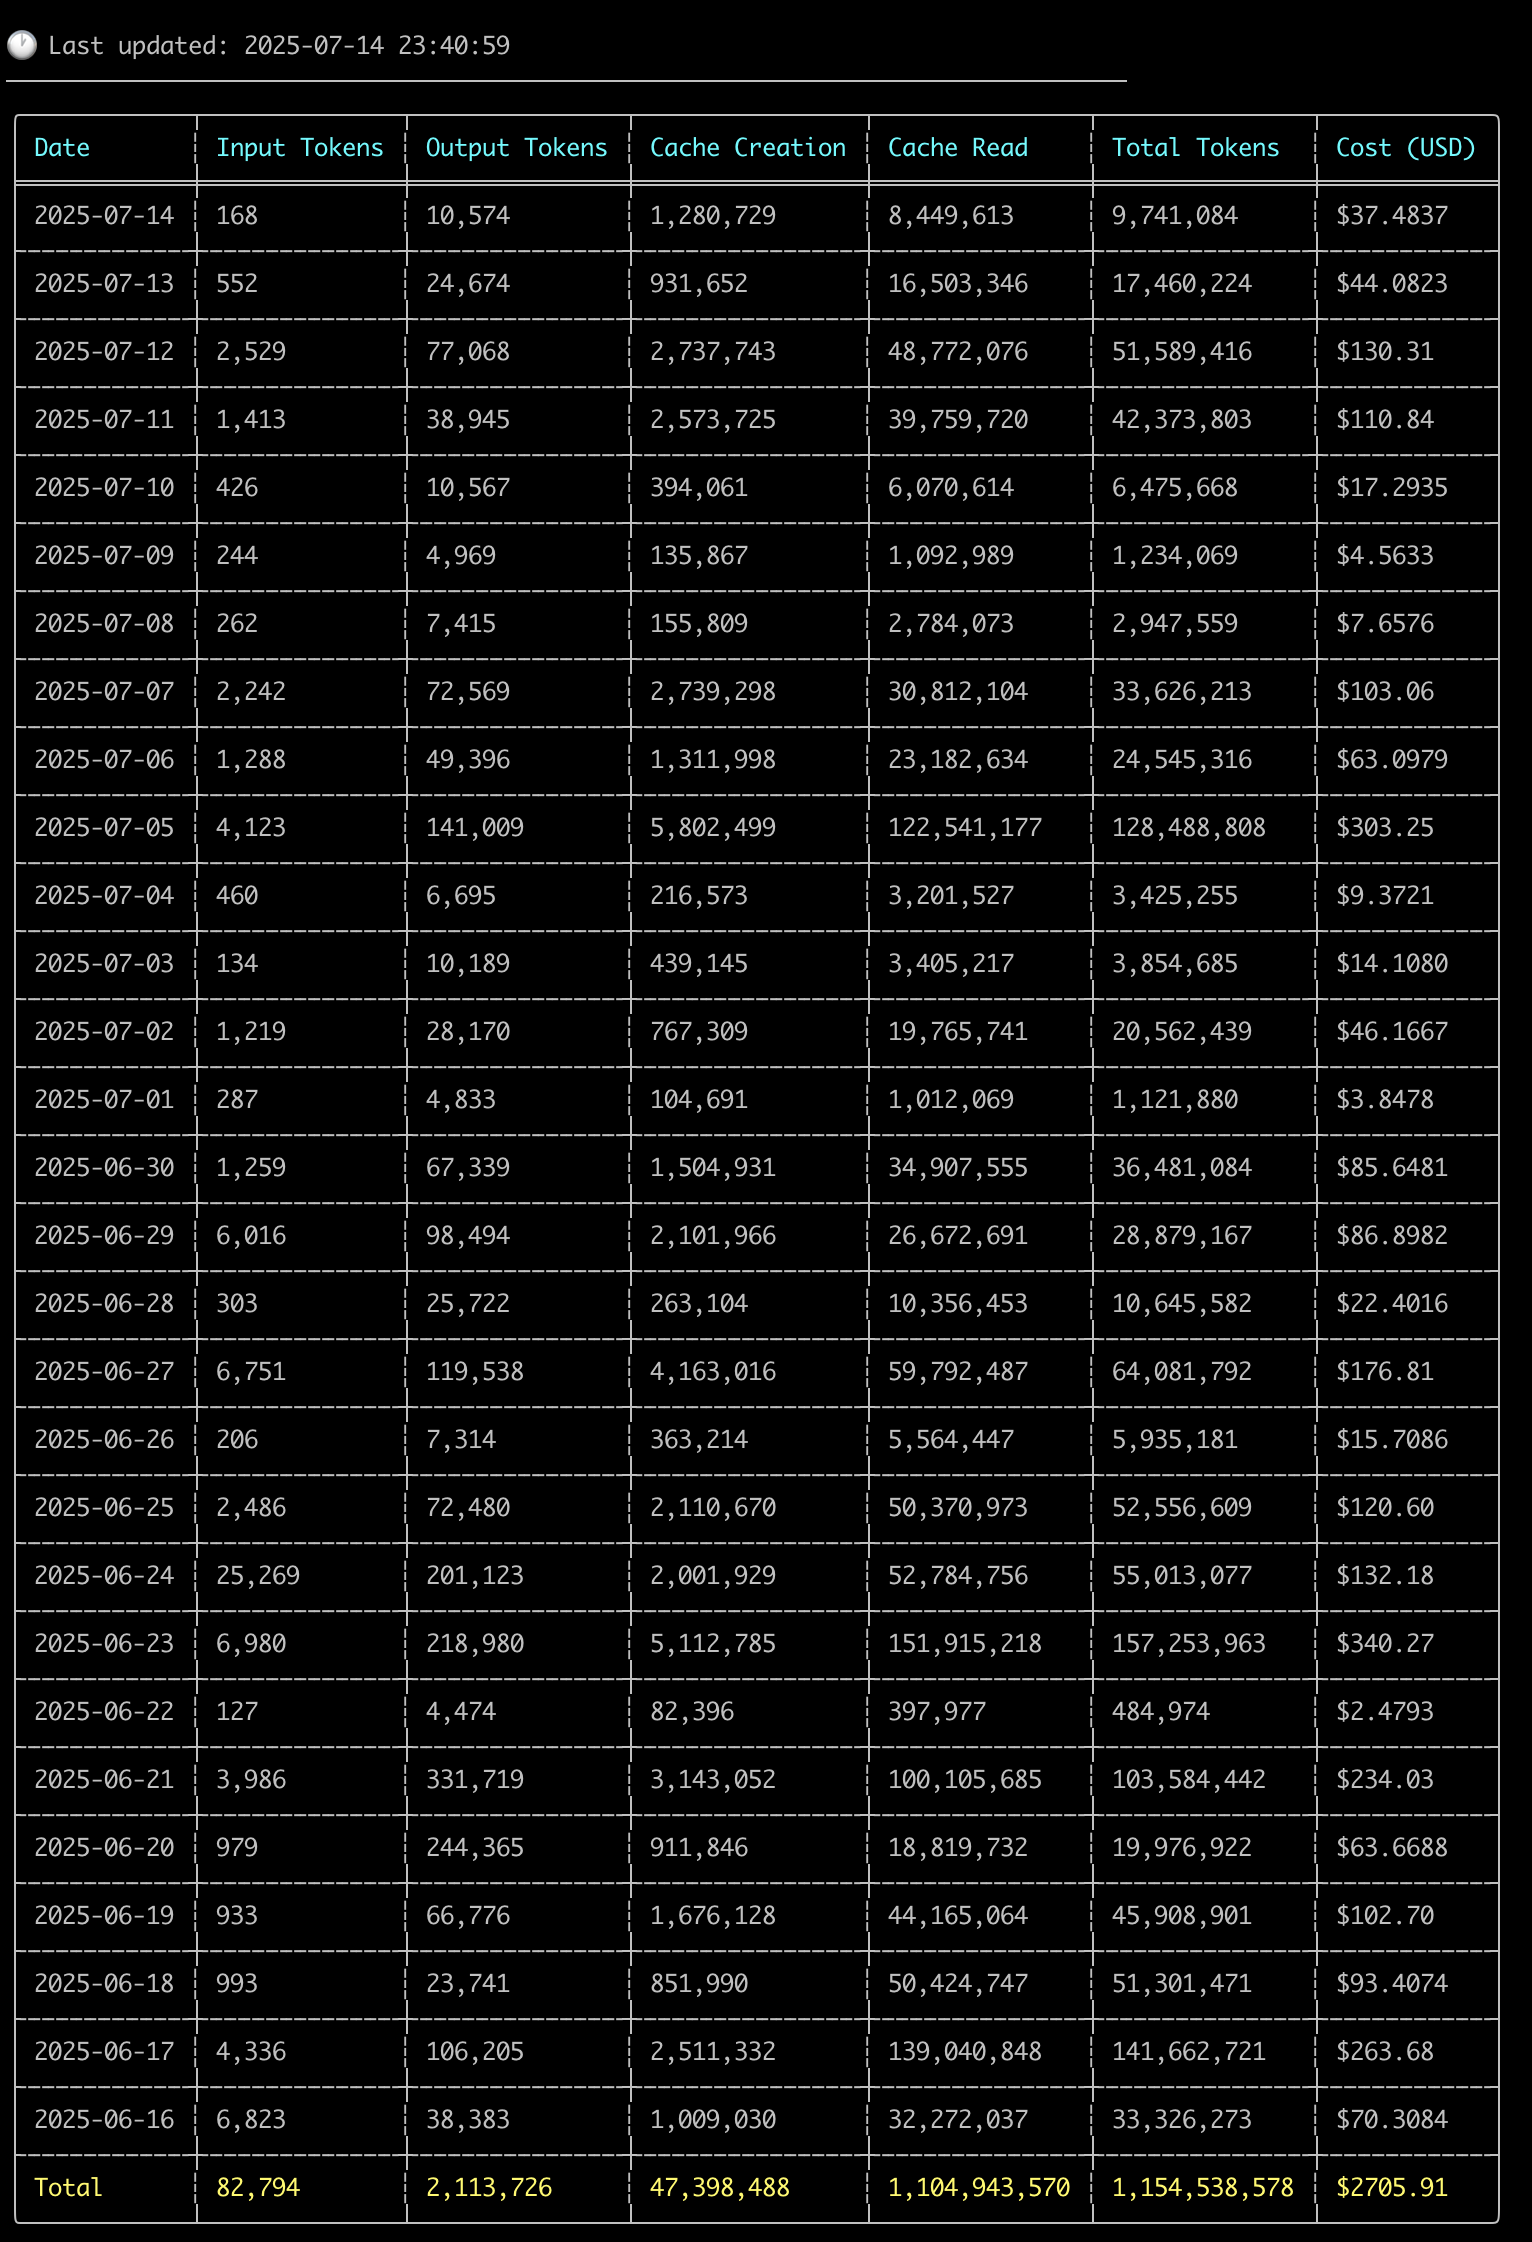 Last updated: 2025-07-14 23:40:59
Date Input Tokens Output Tokens Cache Creation Cache Read Total Tokens Cost (USD)
2025-07-14 168 10,574 1,280,729 8,449,613 9,741,084 $37.4837
2025-07-13 552 24,674 931,652 16,503,346 17,460,224 $44.0823
2025-07-12 2,529 77,068 2,737,743 48,772,076 51,589,416 $130.31
2025-07-11 1,413 38,945 2,573,725 39,759,720 42,373,803 $110.84
2025-07-10 426 10,567 394,061 6,070,614 6,475,668 $17.2935
2025-07-09 244 4,969 135,867 1,092,989 1,234,069 $4.5633
2025-07-08 262 7,415 155,809 2,784,073 2,947,559 $7.6576
2025-07-07 2,242 72,569 2,739,298 30,812,104 33,626,213 $103.06
2025-07-06 1,288 49,396 1,311,998 23,182,634 24,545,316 $63.0979
2025-07-05 4,123 141,009 5,802,499 122,541,177 128,488,808 $303.25
2025-07-04 460 6,695 216,573 3,201,527 3,425,255 $9.3721
2025-07-03 134 10,189 439,145 3,405,217 3,854,685 $14.1080
2025-07-02 1,219 28,170 767,309 19,765,741 20,562,439 $46.1667
2025-07-01 287 4,833 104,691 1,012,069 1,121,880 $3.8478
2025-06-30 1,259 67,339 1,504,931 34,907,555 36,481,084 $85.6481
2025-06-29 6,016 98,494 2,101,966 26,672,691 28,879,167 $86.8982
2025-06-28 303 25,722 263,104 10,356,453 10,645,582 $22.4016
2025-06-27 6,751 119,538 4,163,016 59,792,487 64,081,792 $176.81
2025-06-26 206 7,314 363,214 5,564,447 5,935,181 $15.7086
2025-06-25 2,486 72,480 2,110,670 50,370,973 52,556,609 $120.60
2025-06-24 25,269 201,123 2,001,929 52,784,756 55,013,077 $132.18
2025-06-23 6,980 218,980 5,112,785 151,915,218 157,253,963 $340.27
2025-06-22 127 4,474 82,396 397,977 484,974 $2.4793
2025-06-21 3,986 331,719 3,143,052 100,105,685 103,584,442 $234.03
2025-06-20 979 244,365 911,846 18,819,732 19,976,922 $63.6688
2025-06-19 933 66,776 1,676,128 44,165,064 45,908,901 $102.70
2025-06-18 993 23,741 851,990 50,424,747 51,301,471 $93.4074
2025-06-17 4,336 106,205 2,511,332 139,040,848 141,662,721 $263.68
2025-06-16 6,823 38,383 1,009,030 32,272,037 33,326,273 $70.3084
Total 82,794 2,113,726 47,398,488 1,104,943,570 1,154,538,578 $2705.91